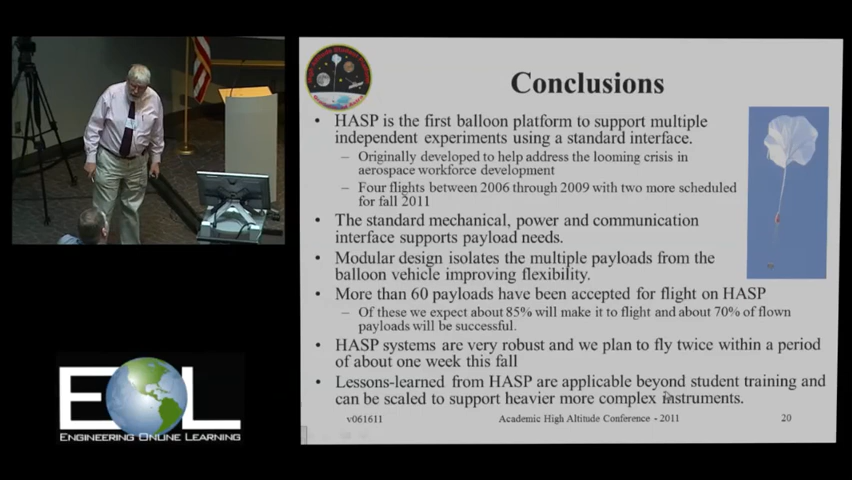 Conclusions
• HASP is the first balloon platform to support multiple
independent experiments using a standard interface.
– Originally developed to help address the looming crisis in
aerospace workforce development
– Four flights between 2006 through 2009 with two more scheduled
for fall 2011
• The standard mechanical, power and communication
interface supports payload needs.
• Modular design isolates the multiple payloads from the
balloon vehicle improving flexibility.
• More than 60 payloads have been accepted for flight on HASP
– Of these we expect about 85% will make it to flight and about 70% of flown
payloads will be successful.
• HASP systems are very robust and we plan to fly twice within a period
of about one week this fall
• Lessons-learned from HASP are applicable beyond student training and
can be scaled to support heavier more complex instruments.
v061611 Academic High Altitude Conference - 2011 20
EOL
ENGINEERING ONLINE LEARNING